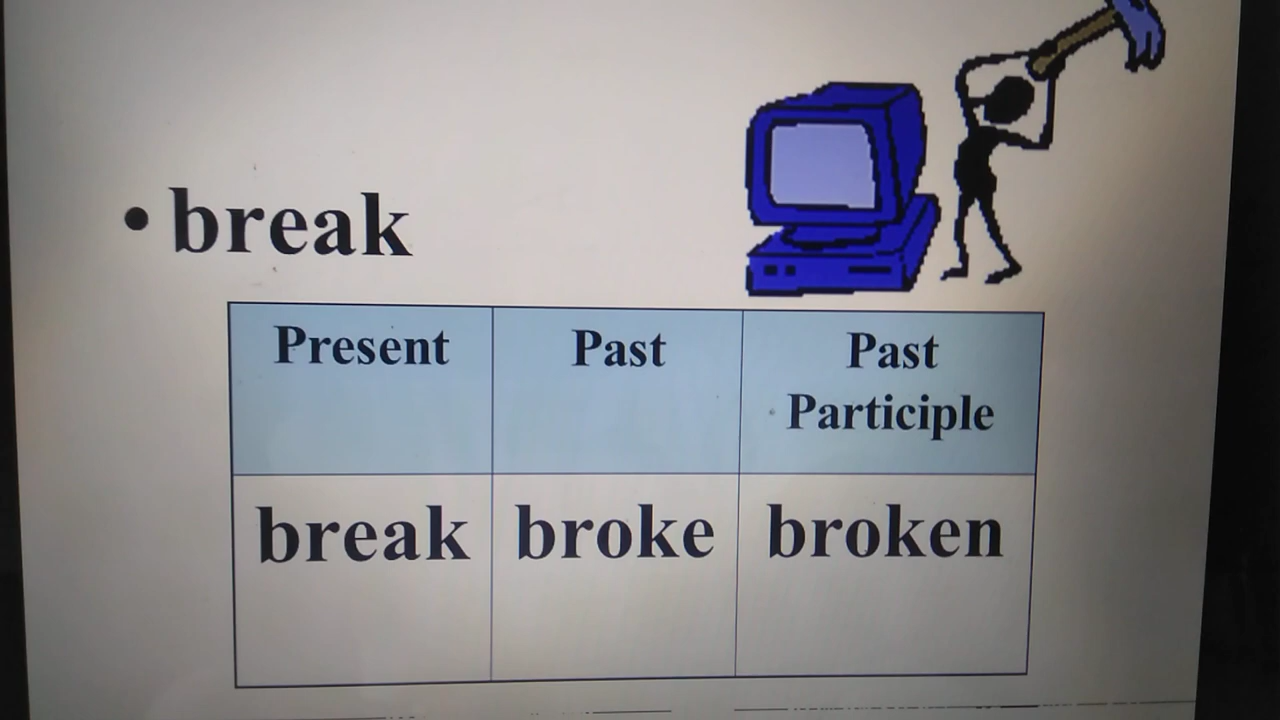 • break
Present Past Past
Participle
break broke broken